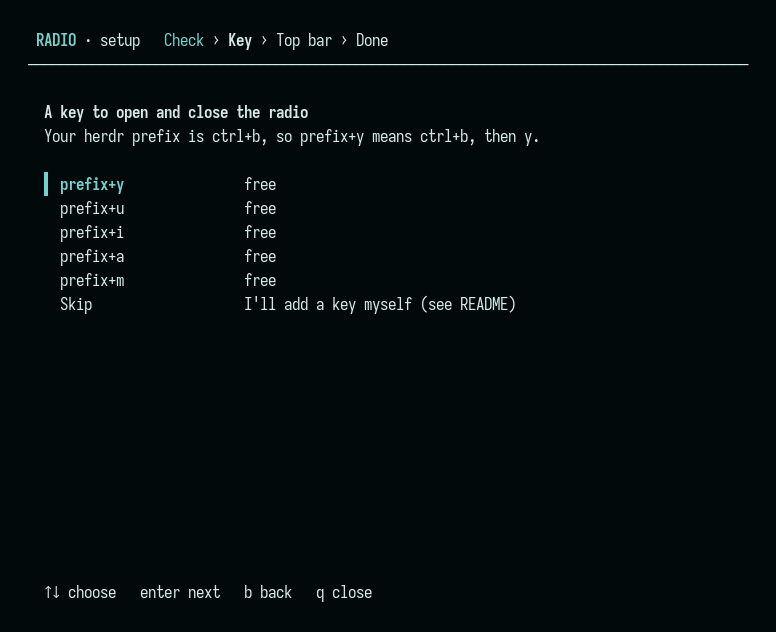 RADIO · setup   Check › Key › Top bar › Done
A key to open and close the radio
Your herdr prefix is ctrl+b, so prefix+y means ctrl+b, then y.
prefix+y   free
prefix+u   free
prefix+i   free
prefix+a   free
prefix+m   free
Skip   I'll add a key myself (see README)
↑↓ choose   enter next   b back   q close